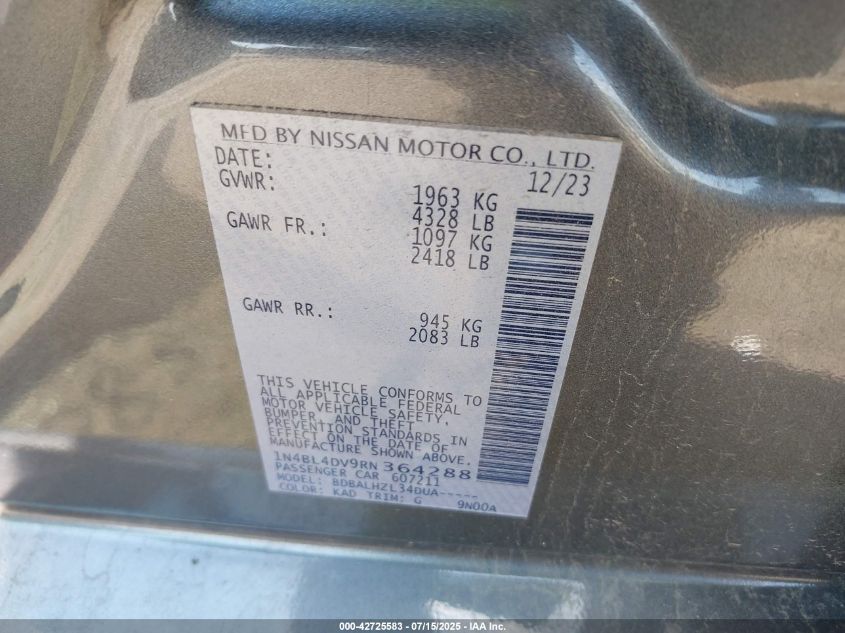 MFD BY NISSAN MOTOR CO., LTD.
DATE: 12/23
GVWR: 1963 KG
4328 LB
GAWR FR.: 1097 KG
2418 LB
GAWR RR.: 945 KG
2083 LB
THIS VEHICLE CONFORMS TO
ALL APPLICABLE FEDERAL
MOTOR VEHICLE SAFETY,
BUMPER, AND THEFT
PREVENTION STANDARDS IN
EFFECT ON THE DATE OF
MANUFACTURE SHOWN ABOVE.
1N4BL4DV9RN364288
PASSENGER CAR 607211
MODEL: BDBALHZL34DUA-----
COLOR: KAD TRIM: G 9N00A
000-42725583 - 07/15/2025 - IAA Inc.